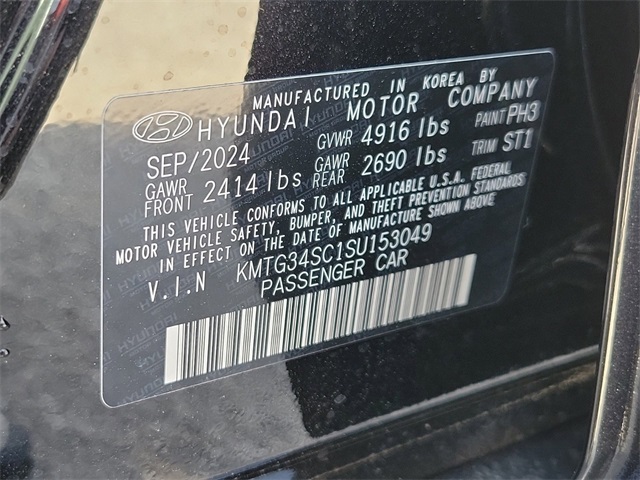 MANUFACTURED IN KOREA BY
HYUNDAI MOTOR COMPANY
SEP/2024 GVWR 4916 lbs PAINT PH3
GAWR FRONT 2414 lbs GAWR REAR 2690 lbs TRIM ST1
THIS VEHICLE CONFORMS TO ALL APPLICABLE U.S.A. FEDERAL
MOTOR VEHICLE SAFETY, BUMPER, AND THEFT PREVENTION STANDARDS
IN EFFECT ON THE DATE OF MANUFACTURE SHOWN ABOVE
V.I.N KMTG34SC1SU153049
PASSENGER CAR